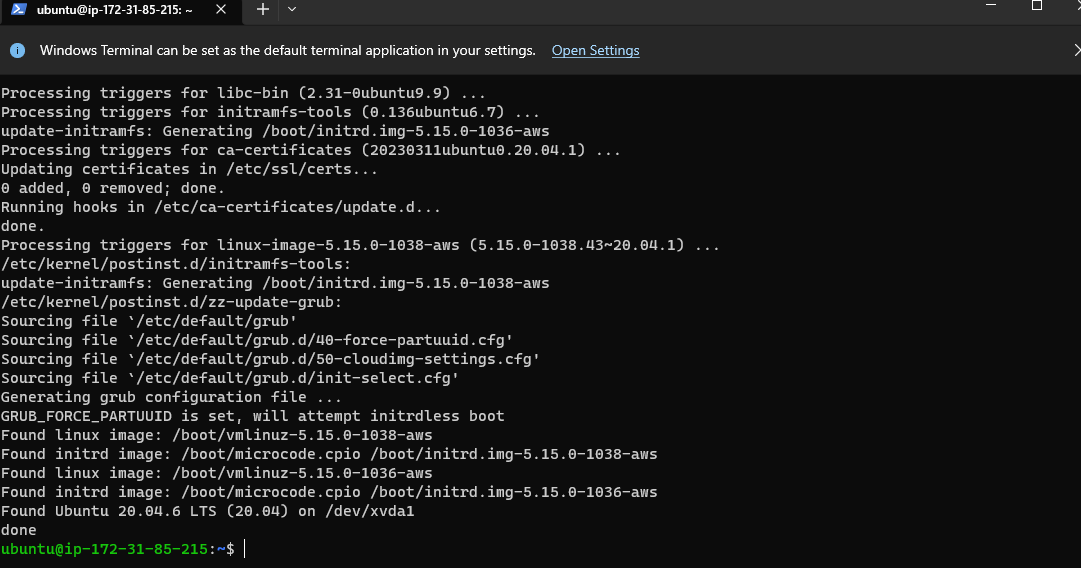 ubuntu@ip-172-31-85-215: ~
Windows Terminal can be set as the default terminal application in your settings. Open Settings
Processing triggers for libc-bin (2.31-0ubuntu9.9) ...
Processing triggers for initramfs-tools (0.136ubuntu6.7) ...
update-initramfs: Generating /boot/initrd.img-5.15.0-1036-aws
Processing triggers for ca-certificates (20230311ubuntu0.20.04.1) ...
Updating certificates in /etc/ssl/certs...
0 added, 0 removed; done.
Running hooks in /etc/ca-certificates/update.d...
done.
Processing triggers for linux-image-5.15.0-1038-aws (5.15.0-1038.43~20.04.1) ...
/etc/kernel/postinst.d/initramfs-tools:
update-initramfs: Generating /boot/initrd.img-5.15.0-1038-aws
/etc/kernel/postinst.d/zz-update-grub:
Sourcing file `/etc/default/grub'
Sourcing file `/etc/default/grub.d/40-force-partuuid.cfg'
Sourcing file `/etc/default/grub.d/50-cloudimg-settings.cfg'
Sourcing file `/etc/default/grub.d/init-select.cfg'
Generating grub configuration file ...
GRUB_FORCE_PARTUUID is set, will attempt initrdless boot
Found linux image: /boot/vmlinuz-5.15.0-1038-aws
Found initrd image: /boot/microcode.cpio /boot/initrd.img-5.15.0-1038-aws
Found linux image: /boot/vmlinuz-5.15.0-1036-aws
Found initrd image: /boot/microcode.cpio /boot/initrd.img-5.15.0-1036-aws
Found Ubuntu 20.04.6 LTS (20.04) on /dev/xvda1
done
ubuntu@ip-172-31-85-215:~$